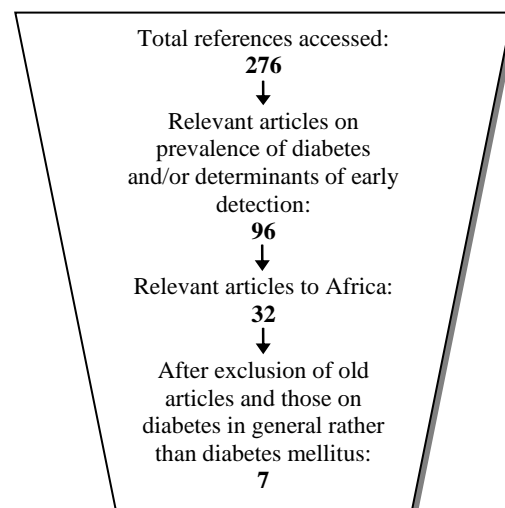 Total references accessed:
276
Relevant articles on
prevalence of diabetes
and/or determinants of early
detection:
96
Relevant articles to Africa:
32
After exclusion of old
articles and those on
diabetes in general rather
than diabetes mellitus:
7